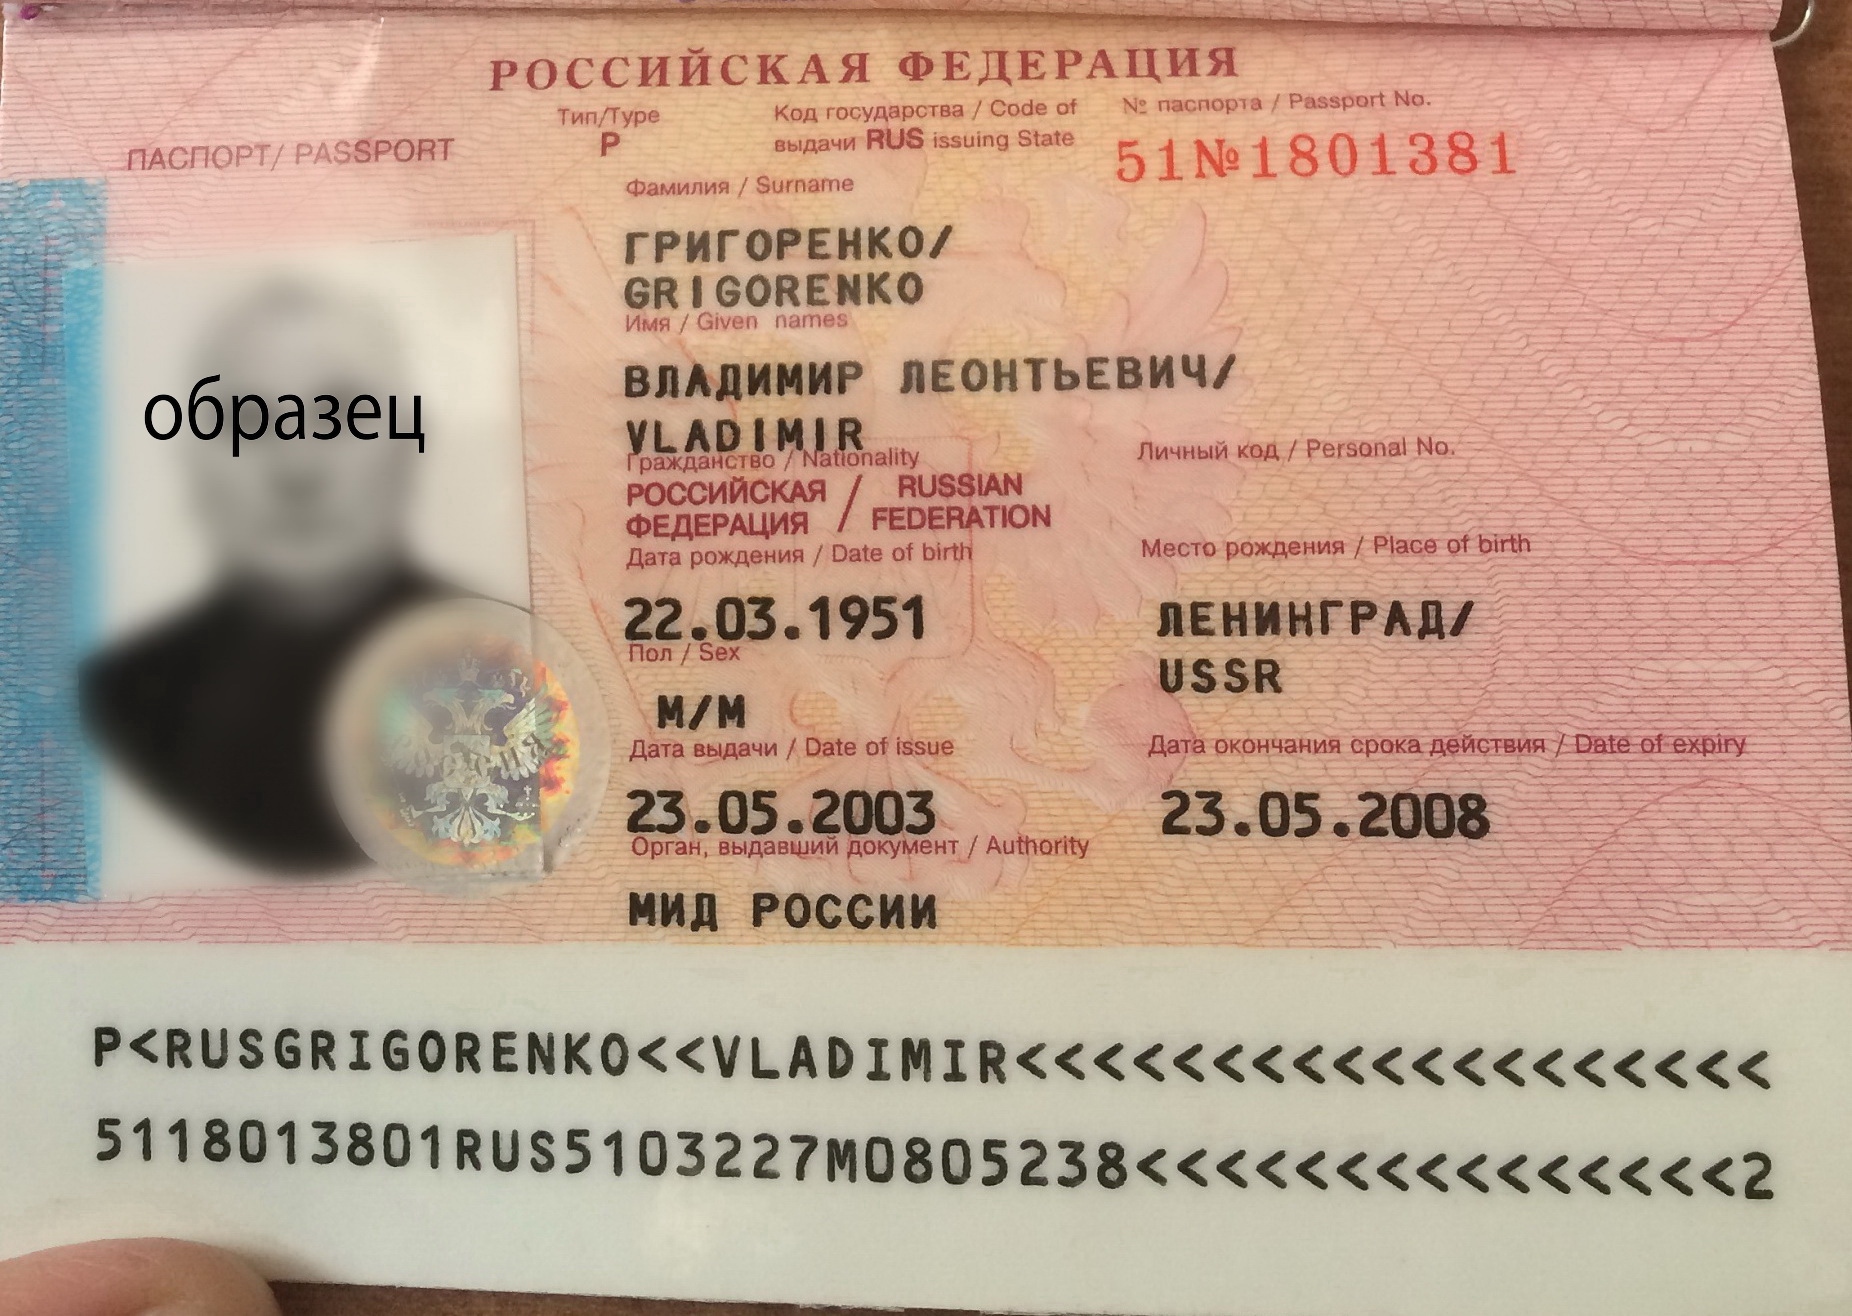 РОССИЙСКАЯ ФЕДЕРАЦИЯ
ПАСПОРТ/ PASSPORT
Тип/Type
P
Код государства / Code of
выдачи RUS issuing State
№ паспорта / Passport No.
51№1801381
Фамилия / Surname
ГРИГОРЕНКО/
GRIGORENKO
Имя / Given names
ВЛАДИМИР ЛЕОНТЬЕВИЧ/
VLADIMIR
Гражданство / Nationality
РОССИЙСКАЯ / RUSSIAN
ФЕДЕРАЦИЯ / FEDERATION
Личный код / Personal No.
Дата рождения / Date of birth
22.03.1951
Место рождения / Place of birth
ЛЕНИНГРАД/
USSR
Пол / Sex
М/M
Дата выдачи / Date of issue
23.05.2003
Дата окончания срока действия / Date of expiry
23.05.2008
Орган, выдавший документ / Authority
МИД РОССИИ
образец
P<RUSGRIGORENKO<<VLADIMIR<<<<<<<<<<<<<<<<<<<
5118013801RUS5103227M0805238<<<<<<<<<<<<<<<2